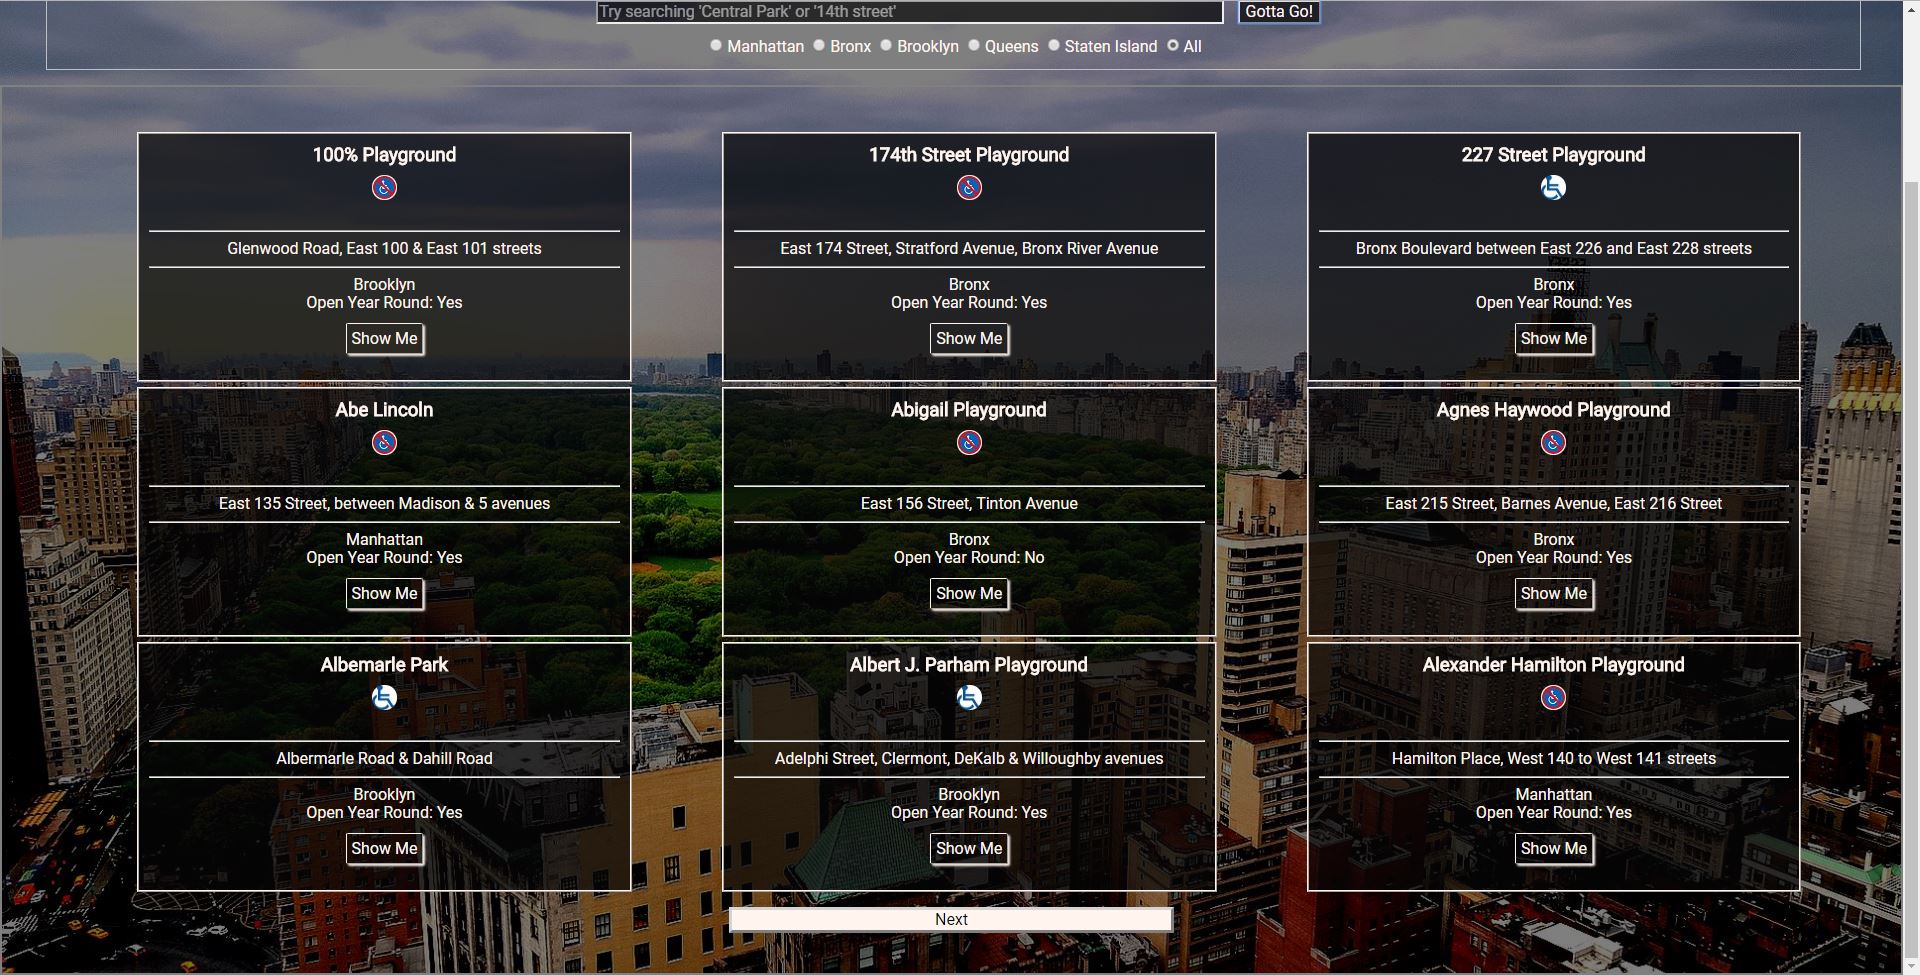 Try searching 'Central Park' or '14th street'
Gotta Go!
Manhattan Bronx Brooklyn Queens Staten Island All
100% Playground
Glenwood Road, East 100 & East 101 streets
Brooklyn
Open Year Round: Yes
Show Me
174th Street Playground
East 174 Street, Stratford Avenue, Bronx River Avenue
Bronx
Open Year Round: Yes
Show Me
227 Street Playground
Bronx Boulevard between East 226 and East 228 streets
Bronx
Open Year Round: Yes
Show Me
Abe Lincoln
East 135 Street, between Madison & 5 avenues
Manhattan
Open Year Round: Yes
Show Me
Abigail Playground
East 156 Street, Tinton Avenue
Bronx
Open Year Round: No
Show Me
Agnes Haywood Playground
East 215 Street, Barnes Avenue, East 216 Street
Bronx
Open Year Round: Yes
Show Me
Albemarle Park
Albermarle Road & Dahill Road
Brooklyn
Open Year Round: Yes
Show Me
Albert J. Parham Playground
Adelphi Street, Clermont, DeKalb & Willoughby avenues
Brooklyn
Open Year Round: Yes
Show Me
Alexander Hamilton Playground
Hamilton Place, West 140 to West 141 streets
Manhattan
Open Year Round: Yes
Show Me
Next